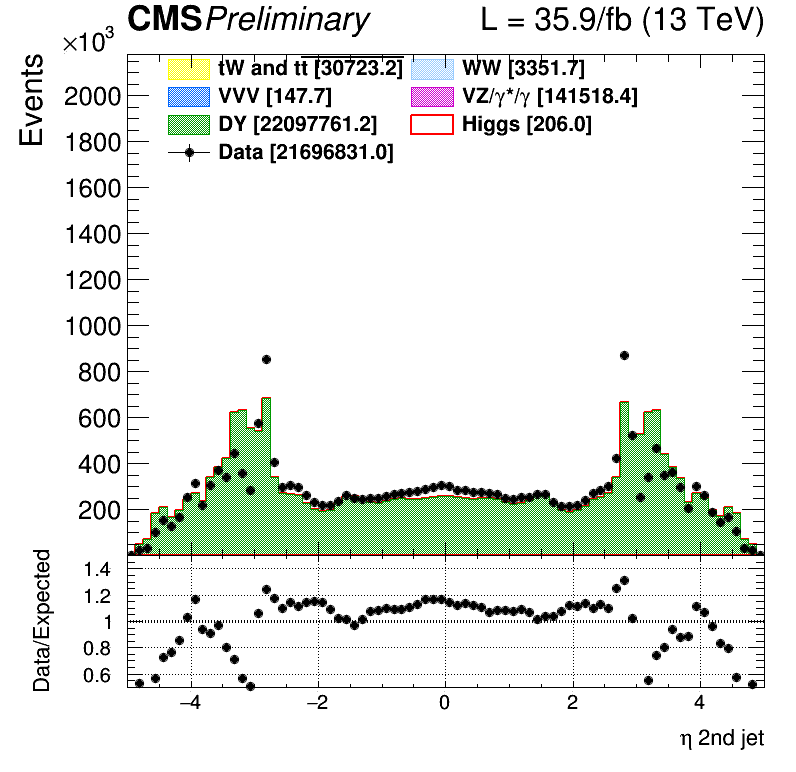 CMS Preliminary L = 35.9/fb (13 TeV)
×10³
Events
tW and tt [30723.2] WW [3351.7]
VVV [147.7] VZ/γ*/γ [141518.4]
DY [22097761.2] Higgs [206.0]
Data [21696831.0]
2000
1800
1600
1400
1200
1000
800
600
400
200
Data/Expected
1.4
1.2
1
0.8
0.6
−4 −2 0 2 4
η 2nd jet